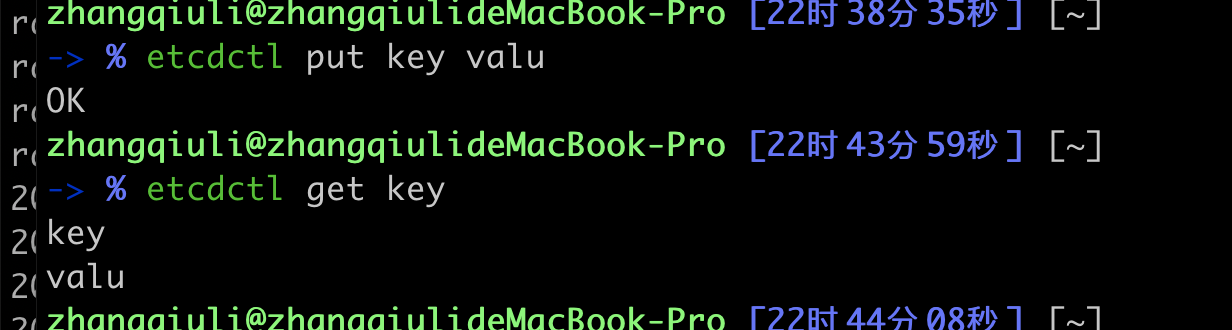 zhangqiuli@zhangqiulideMacBook-Pro [22时 38分 35秒 ] [~]
-> % etcdctl put key valu
OK
zhangqiuli@zhangqiulideMacBook-Pro [22时 43分 59秒 ] [~]
-> % etcdctl get key
key
valu
zhangqiuli@zhangqiulideMacBook-Pro [22时 44分 08秒 ] [~]